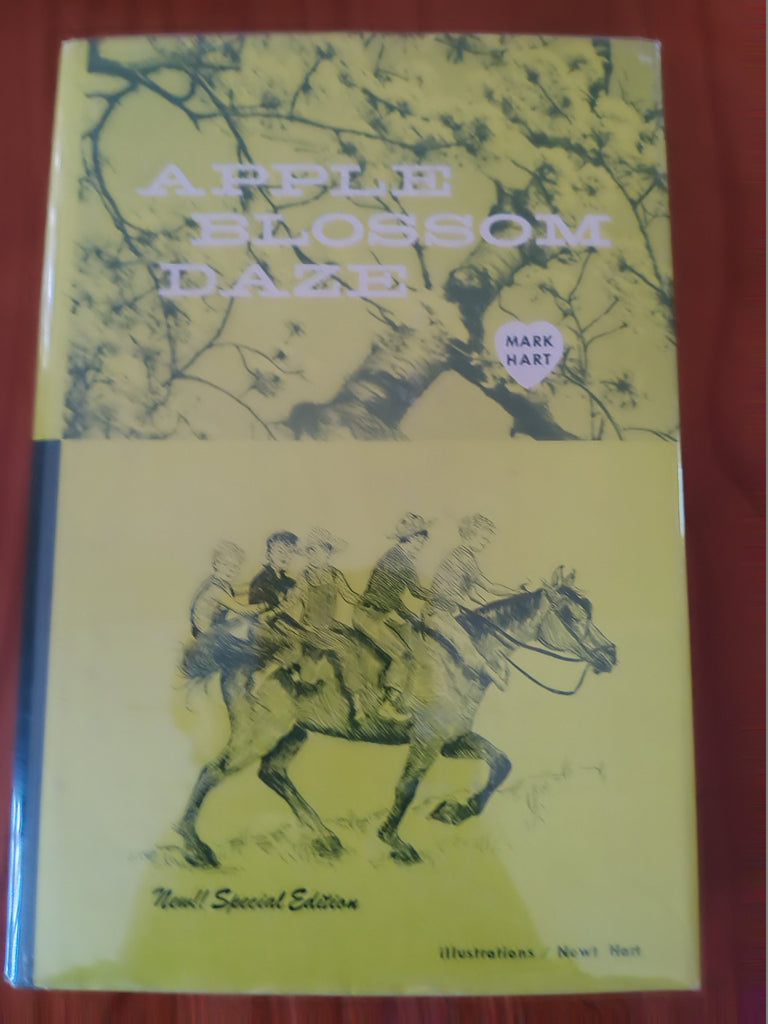 APPLE
BLOSSOM
DAZE
MARK
HART
New!! Special Edition
illustrations / Newt Hart